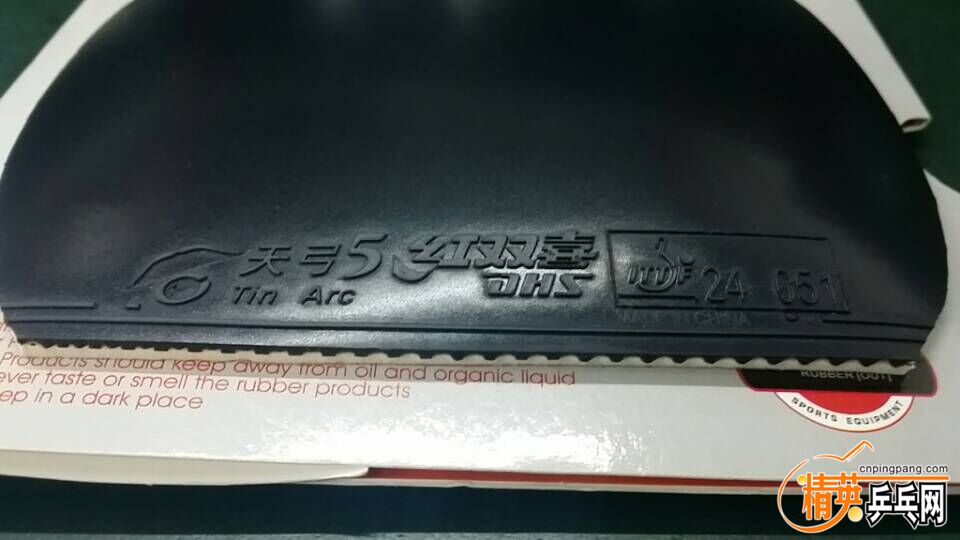 天弓5 红双喜 ITTF 24 051
Tin Arc DHS
MADE IN CHINA
Products should keep away from oil and organic liquid
ever taste or smell the rubber products
ep in a dark place
RUBBER [OUT]
SPORTS EQUIPMENT
cnpingpang.com
精英乒乓网